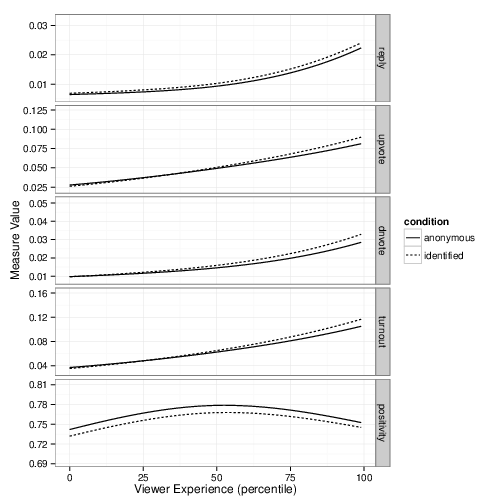 0.03
0.02
0.01
reply
0.125
0.100
0.075
0.050
0.025
upvote
0.05
0.04
0.03
0.02
0.01
dnvote
0.16
0.12
0.08
0.04
turnout
0.81
0.78
0.75
0.72
0.69
positivity
Measure Value
0 25 50 75 100
Viewer Experience (percentile)
condition
anonymous
identified